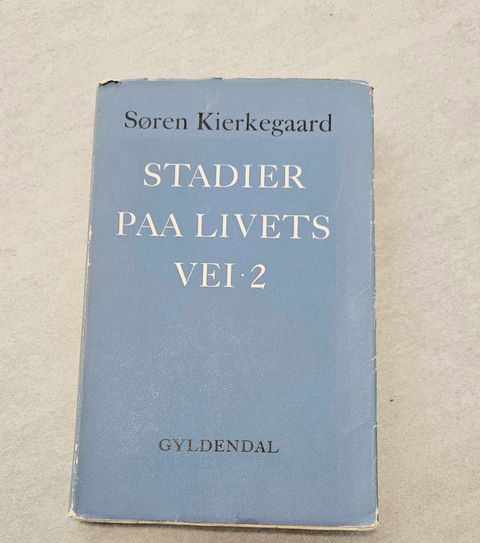 Søren Kierkegaard
STADIER
PAA LIVETS
VEI · 2
GYLDENDAL